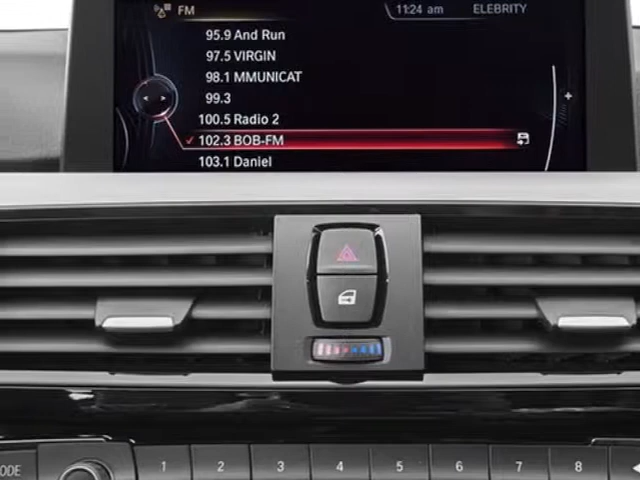 FM 11:24 am ELEBRITY
95.9 And Run
97.5 VIRGIN
98.1 MMUNICAT
99.3
100.5 Radio 2
102.3 BOB-FM
103.1 Daniel
ODE 1 2 3 4 5 6 7 8